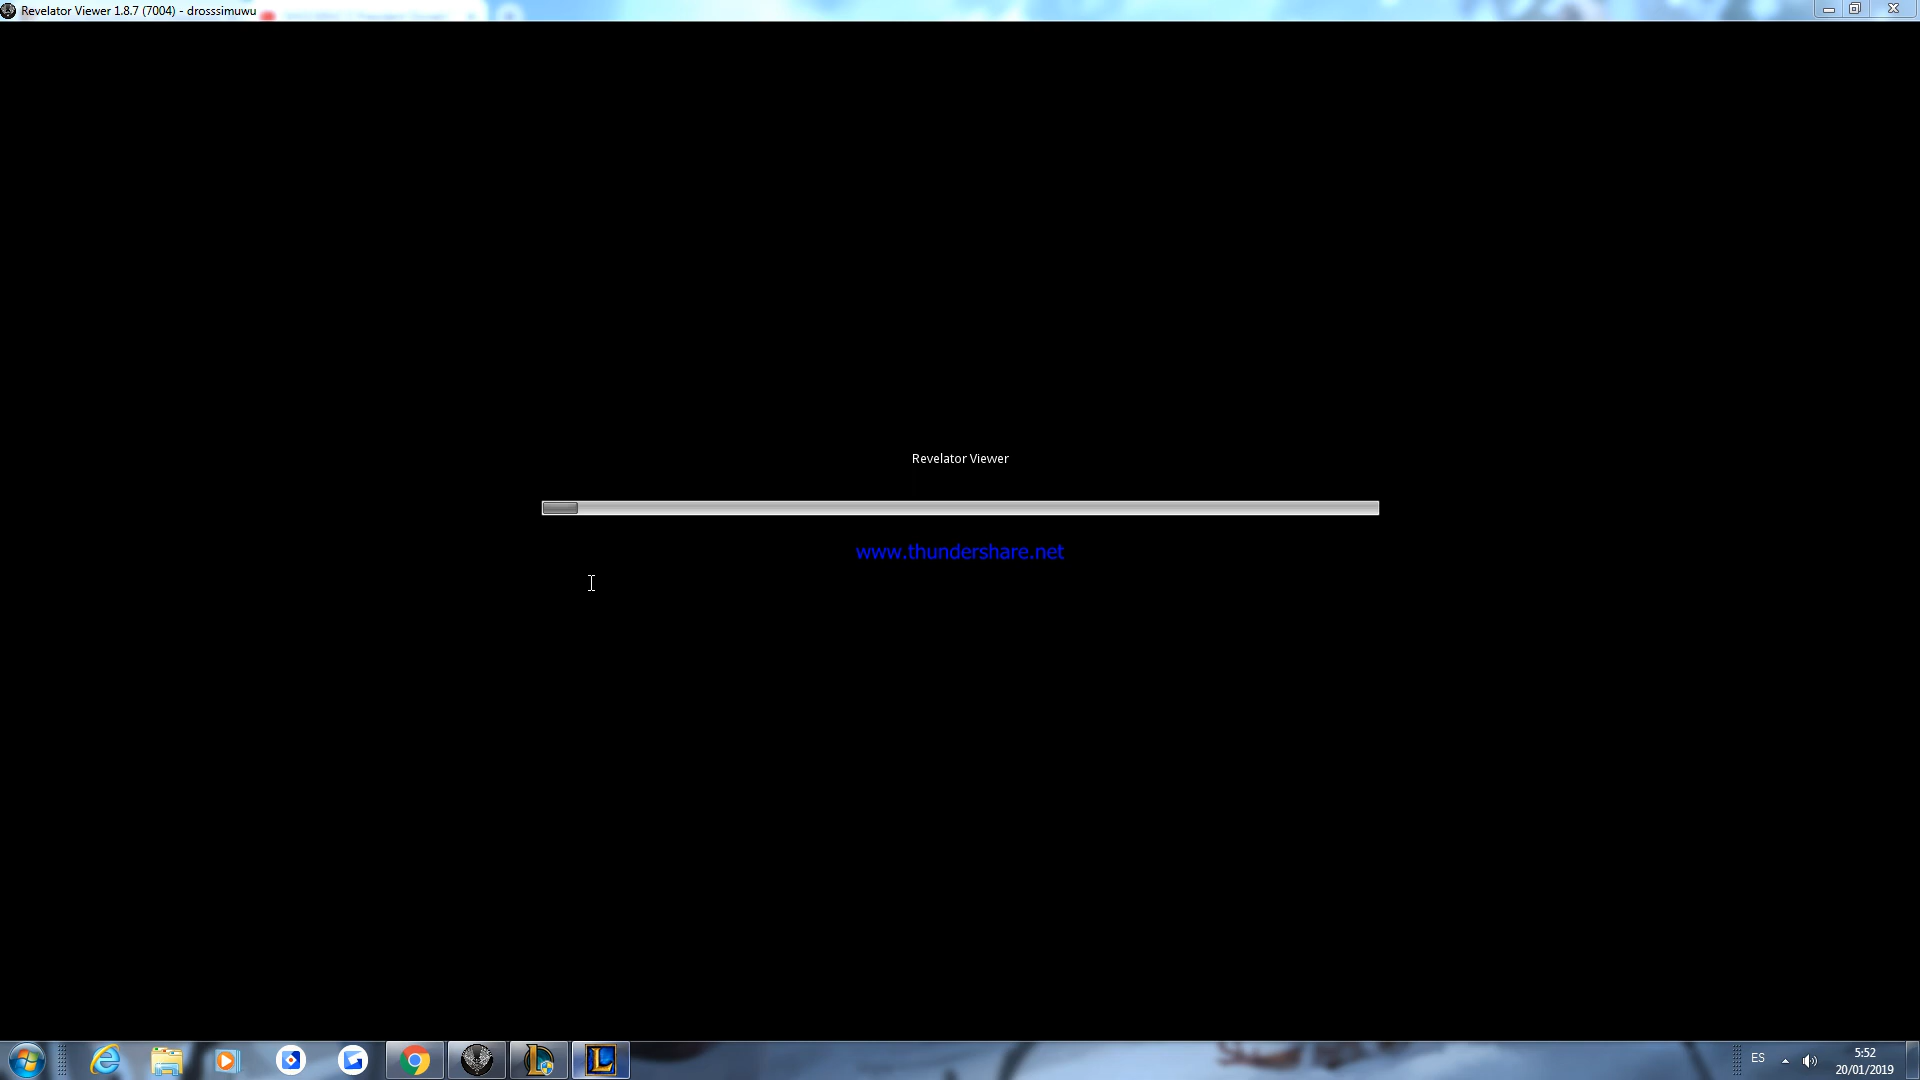 Revelator Viewer 1.8.7 (7004) - drosssimuwu
Revelator Viewer
www.thundershare.net
ES
5:52
20/01/2019